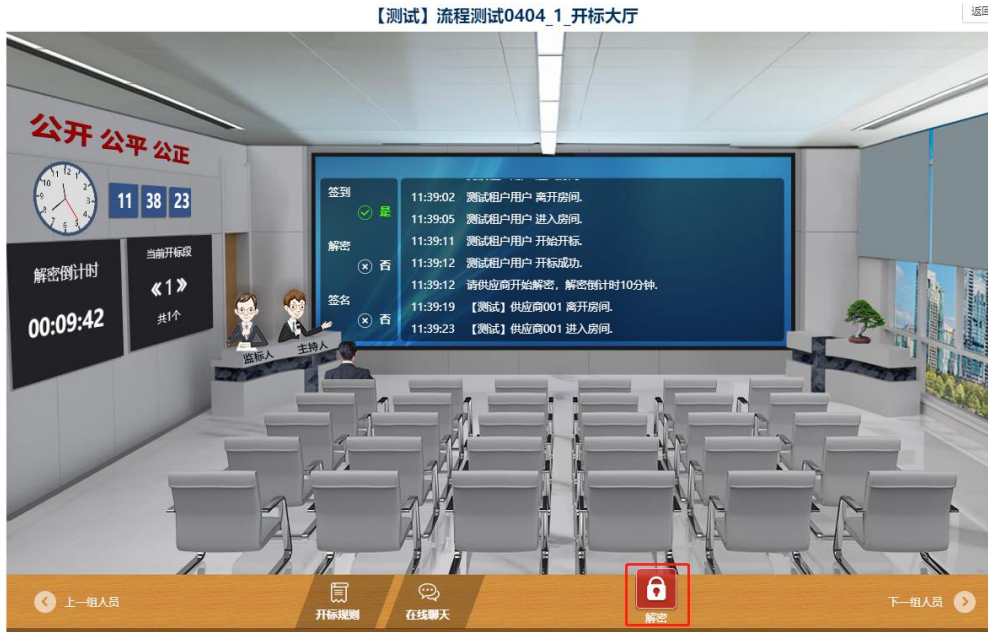 【测试】流程测试0404_1_开标大厅
返回
公开 公平 公正
11 38 23
解密倒计时
00:09:42
当前开标段
《1》
共1个
签到
是
解密
否
签名
否
11:39:02 测试租户用户 离开房间.
11:39:05 测试租户用户 进入房间.
11:39:11 测试租户用户 开始开标.
11:39:12 测试租户用户 开标成功.
11:39:12 请供应商开始解密，解密倒计时10分钟.
11:39:19 【测试】供应商001 离开房间.
11:39:23 【测试】供应商001 进入房间.
监标人
主持人
上一组人员
开标规则
在线聊天
解密
下一组人员